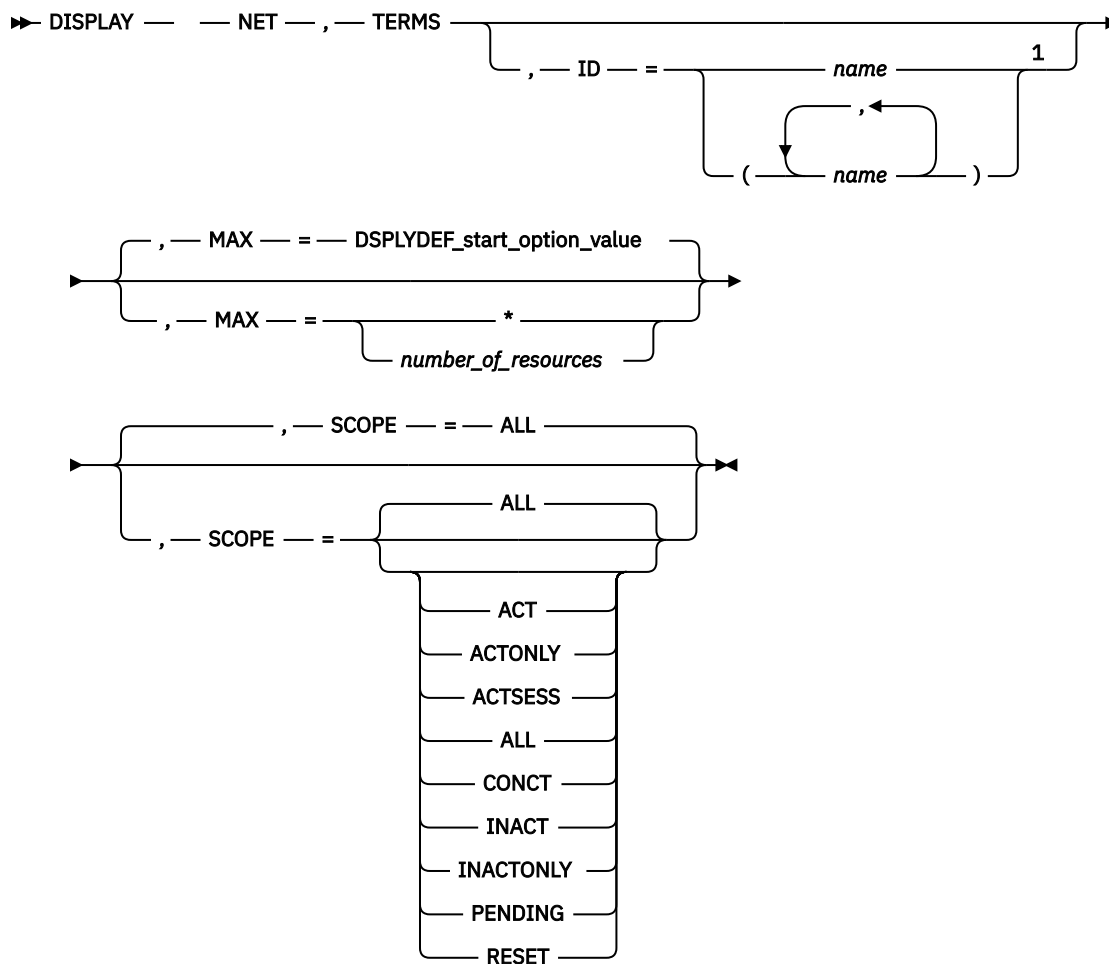 DISPLAY NET , TERMS
, ID = name 1
,
( name )
, MAX = DSPLYDEF_start_option_value
, MAX = *
number_of_resources
, SCOPE = ALL
ALL
, SCOPE =
ACT
ACTONLY
ACTSESS
ALL
CONCT
INACT
INACTONLY
PENDING
RESET